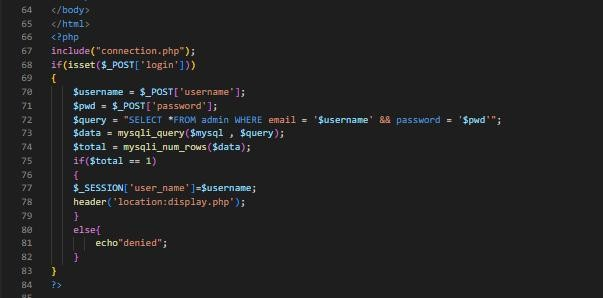 64 </body>
65 </html>
66 <?php
67 include("connection.php");
68 if(isset($_POST['login']))
69 {
70 $username = $_POST['username'];
71 $pwd = $_POST['password'];
72 $query = "SELECT *FROM admin WHERE email = '$username' && password = '$pwd'";
73 $data = mysqli_query($mysql , $query);
74 $total = mysqli_num_rows($data);
75 if($total == 1)
76 {
77 $_SESSION['user_name']=$username;
78 header('location:display.php');
79 }
80 else{
81 echo"denied";
82 }
83 }
84 ?>
85